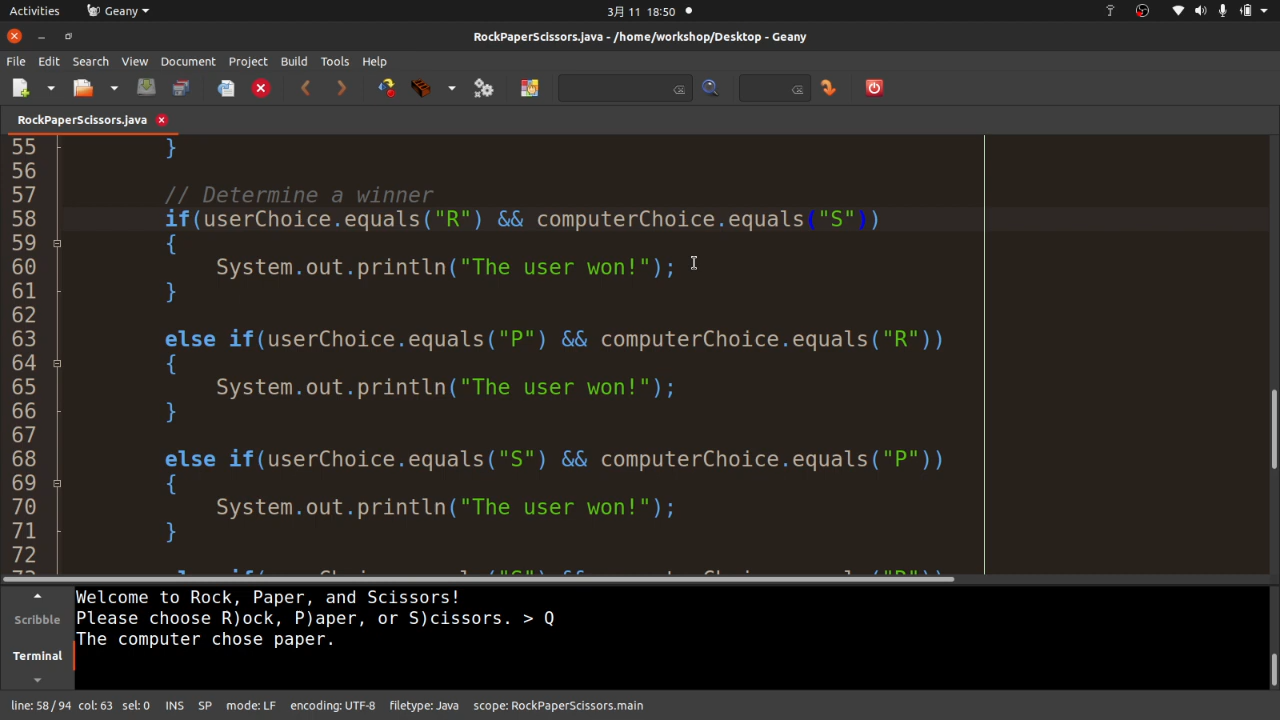 Activities Geany 3月 11 18:50
RockPaperScissors.java - /home/workshop/Desktop - Geany
File Edit Search View Document Project Build Tools Help
RockPaperScissors.java
55 }
56
57 // Determine a winner
58 if(userChoice.equals("R") && computerChoice.equals("S"))
59 {
60 System.out.println("The user won!");
61 }
62
63 else if(userChoice.equals("P") && computerChoice.equals("R"))
64 {
65 System.out.println("The user won!");
66 }
67
68 else if(userChoice.equals("S") && computerChoice.equals("P"))
69 {
70 System.out.println("The user won!");
71 }
72
Welcome to Rock, Paper, and Scissors!
Scribble Please choose R)ock, P)aper, or S)cissors. > Q
The computer chose paper.
Terminal
line: 58 / 94 col: 63 sel: 0 INS SP mode: LF encoding: UTF-8 filetype: Java scope: RockPaperScissors.main